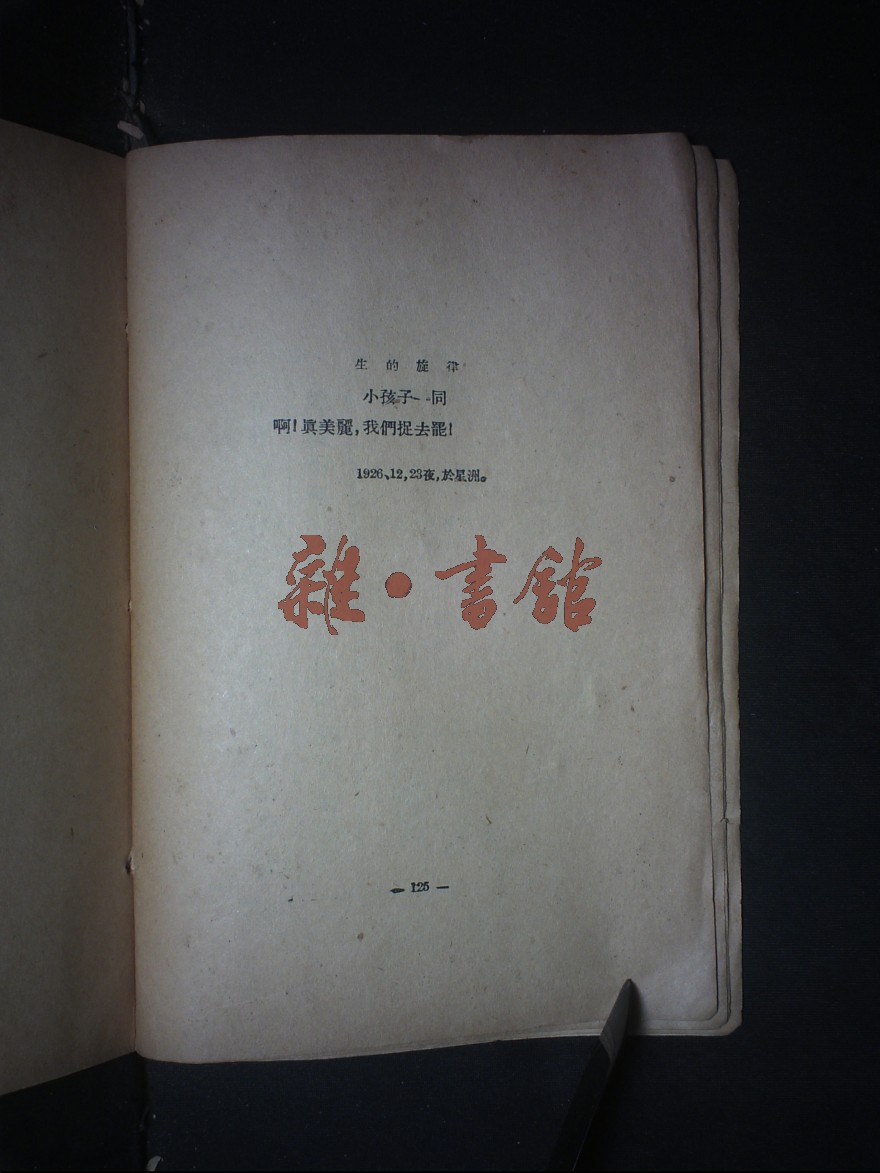 生的旋律
小孩子一同
啊!眞美麗,我們捉去罷!
1926、12,23夜,於星洲。
雜·書館
— 125 —